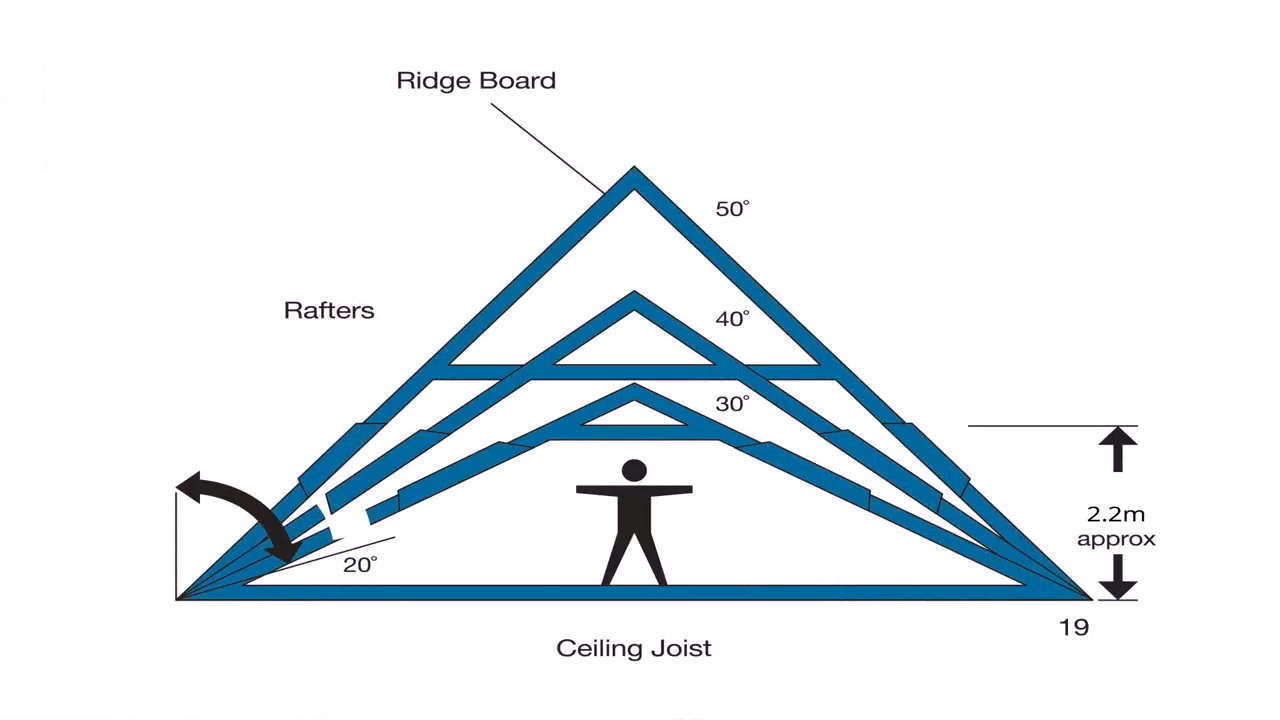 Ridge Board
50°
Rafters
40°
30°
2.2m
approx
20°
19
Ceiling Joist